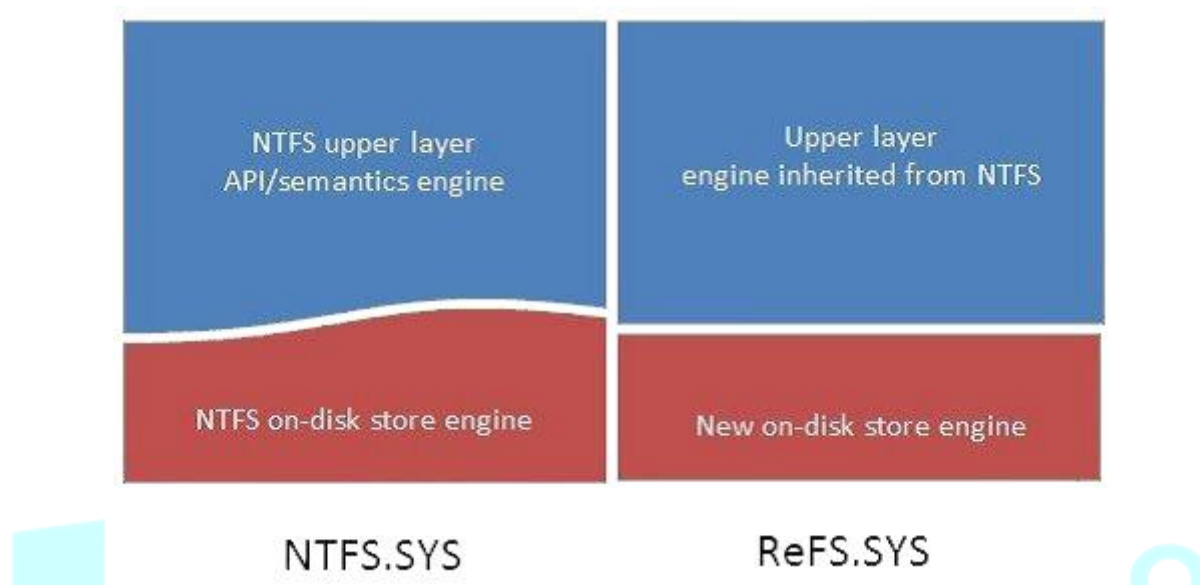 NTFS upper layer
API/semantics engine
Upper layer
engine inherited from NTFS
NTFS on-disk store engine
New on-disk store engine
NTFS.SYS
ReFS.SYS